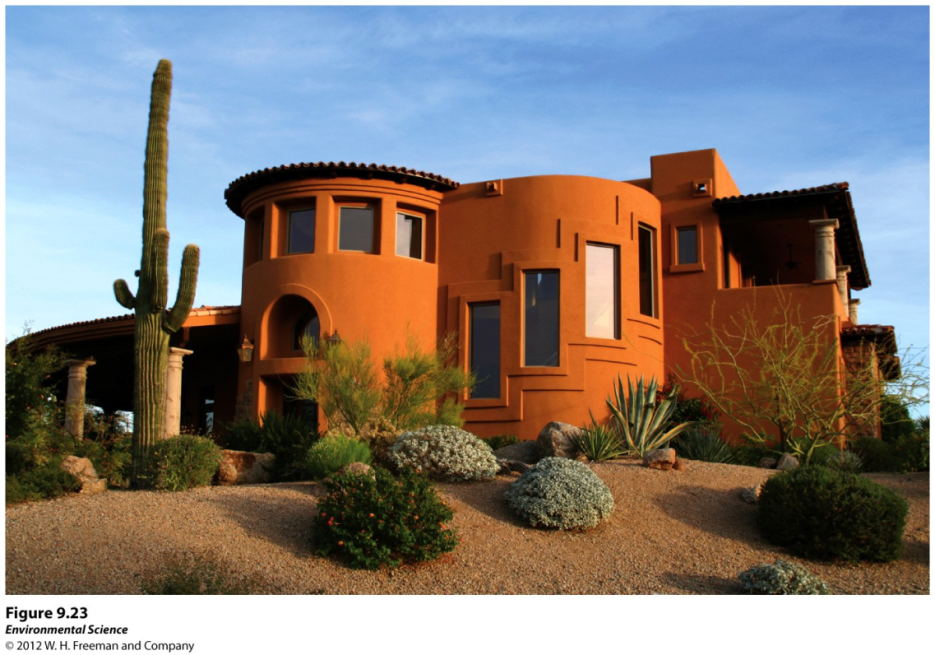 Figure 9.23
Environmental Science
© 2012 W. H. Freeman and Company